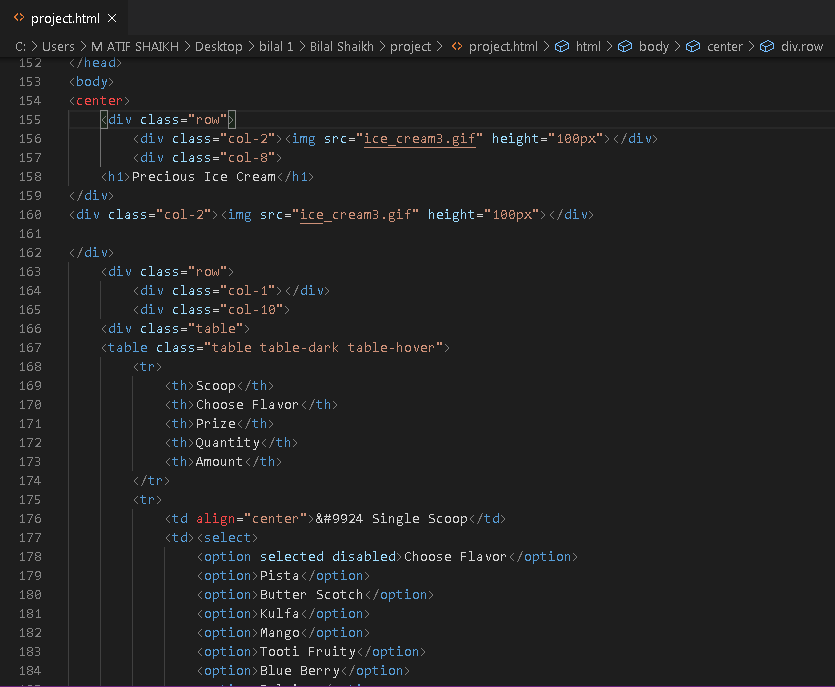 project.html
C: > Users > M ATIF SHAIKH > Desktop > bilal 1 > Bilal Shaikh > project > project.html > html > body > center > div.row
152 </head>
153 <body>
154 <center>
155 <div class="row">
156 <div class="col-2"><img src="ice_cream3.gif" height="100px"></div>
157 <div class="col-8">
158 <h1>Precious Ice Cream</h1>
159 </div>
160 <div class="col-2"><img src="ice_cream3.gif" height="100px"></div>
161
162 </div>
163 <div class="row">
164 <div class="col-1"></div>
165 <div class="col-10">
166 <div class="table">
167 <table class="table table-dark table-hover">
168 <tr>
169 <th>Scoop</th>
170 <th>Choose Flavor</th>
171 <th>Prize</th>
172 <th>Quantity</th>
173 <th>Amount</th>
174 </tr>
175 <tr>
176 <td align="center">&#9924 Single Scoop</td>
177 <td><select>
178 <option selected disabled>Choose Flavor</option>
179 <option>Pista</option>
180 <option>Butter Scotch</option>
181 <option>Kulfa</option>
182 <option>Mango</option>
183 <option>Tooti Fruity</option>
184 <option>Blue Berry</option>